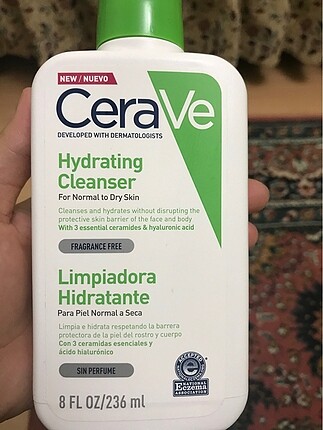 NEW / NUEVO
CeraVe
DEVELOPED WITH DERMATOLOGISTS
Hydrating
Cleanser
For Normal to Dry Skin
Cleanses and hydrates without disrupting the
protective skin barrier of the face and body
With 3 essential ceramides & hyaluronic acid
FRAGRANCE FREE
Limpiadora
Hidratante
Para Piel Normal a Seca
Limpia e hidrata respetando la barrera
protectora de la piel del rostro y cuerpo
Con 3 ceramidas esenciales y
ácido hialurónico
SIN PERFUME
ACCEPTED
NATIONAL
Eczema
ASSOCIATION
8 FL OZ/236 ml